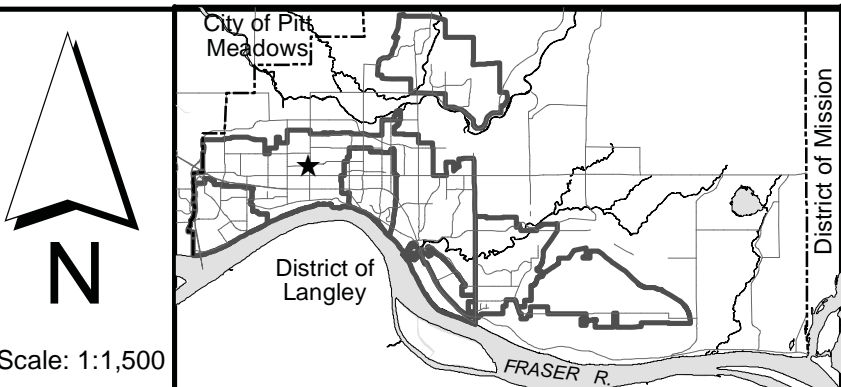 City of Pitt
Meadows
District of Mission
District of
Langley
N
Scale: 1:1,500
FRASER R.